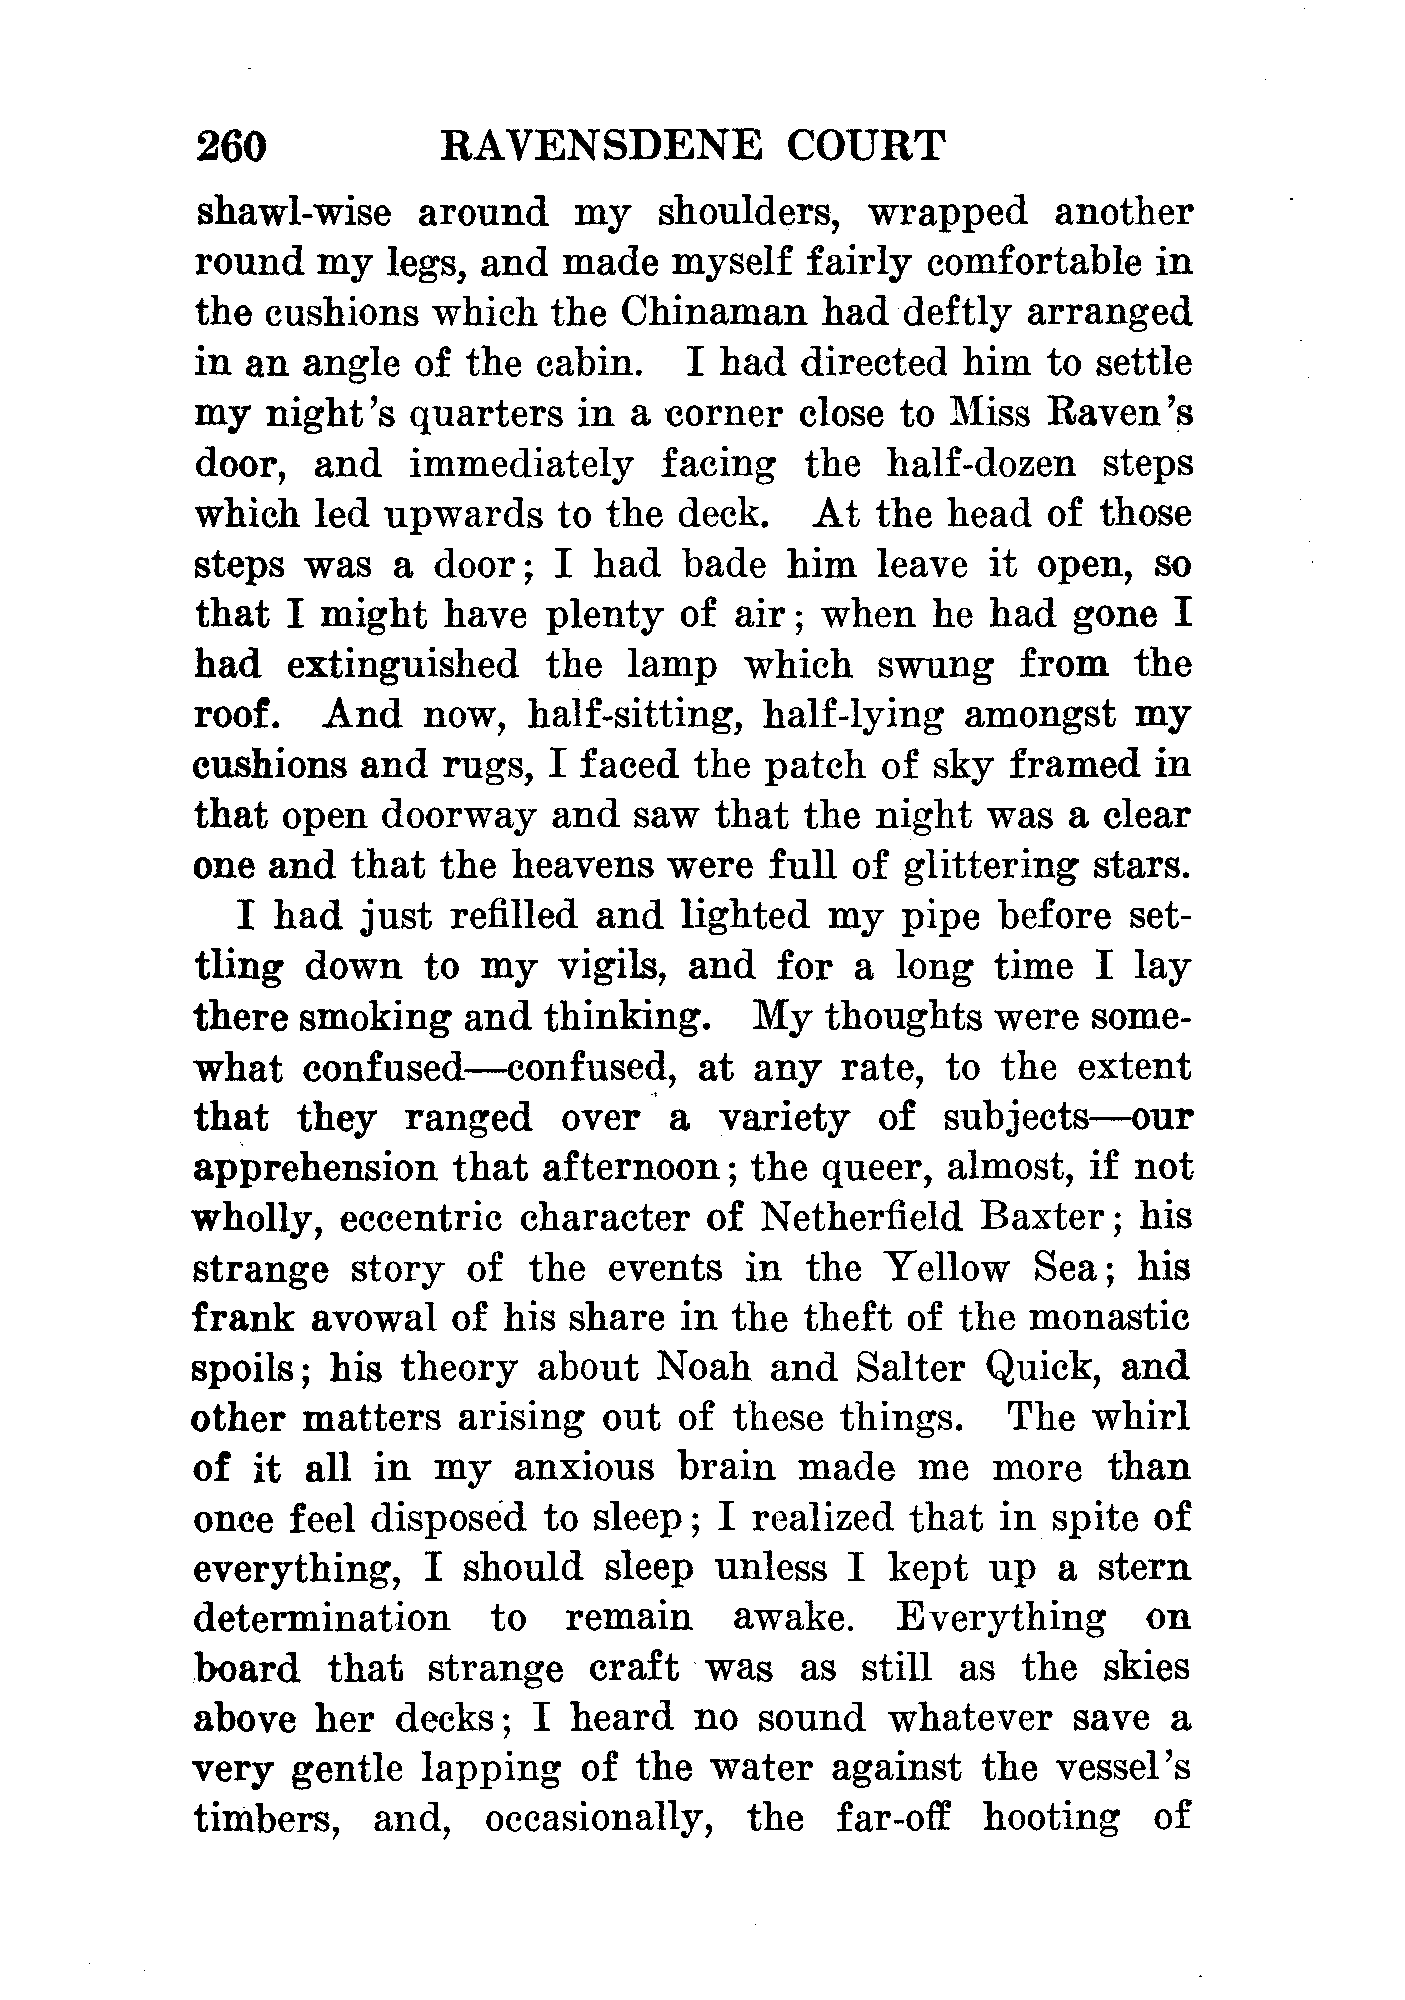 260 RAVENSDENE COURT
shawl-wise around my shoulders, wrapped another
round my legs, and made myself fairly comfortable in
the cushions which the Chinaman had deftly arranged
in an angle of the cabin. I had directed him to settle
my night's quarters in a corner close to Miss Raven's
door, and immediately facing the half-dozen steps
which led upwards to the deck. At the head of those
steps was a door; I had bade him leave it open, so
that I might have plenty of air; when he had gone I
had extinguished the lamp which swung from the
roof. And now, half-sitting, half-lying amongst my
cushions and rugs, I faced the patch of sky framed in
that open doorway and saw that the night was a clear
one and that the heavens were full of glittering stars.
I had just refilled and lighted my pipe before set-
tling down to my vigils, and for a long time I lay
there smoking and thinking. My thoughts were some-
what confused—confused, at any rate, to the extent
that they ranged over a variety of subjects—our
apprehension that afternoon; the queer, almost, if not
wholly, eccentric character of Netherfield Baxter; his
strange story of the events in the Yellow Sea; his
frank avowal of his share in the theft of the monastic
spoils; his theory about Noah and Salter Quick, and
other matters arising out of these things. The whirl
of it all in my anxious brain made me more than
once feel disposed to sleep; I realized that in spite of
everything, I should sleep unless I kept up a stern
determination to remain awake. Everything on
board that strange craft was as still as the skies
above her decks; I heard no sound whatever save a
very gentle lapping of the water against the vessel's
timbers, and, occasionally, the far-off hooting of